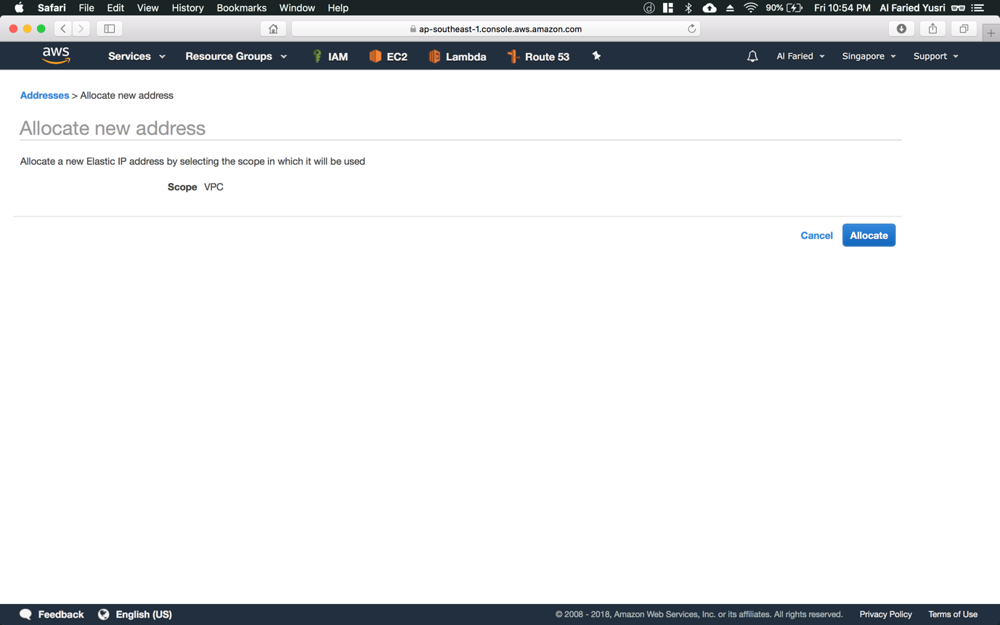 Safari File Edit View History Bookmarks Window Help 90% Fri 10:54 PM Al Faried Yusri
ap-southeast-1.console.aws.amazon.com
aws Services Resource Groups IAM EC2 Lambda Route 53 Al Faried Singapore Support
Addresses > Allocate new address
Allocate new address
Allocate a new Elastic IP address by selecting the scope in which it will be used
Scope VPC
Cancel Allocate
Feedback English (US) © 2008 - 2018, Amazon Web Services, Inc. or its affiliates. All rights reserved. Privacy Policy Terms of Use